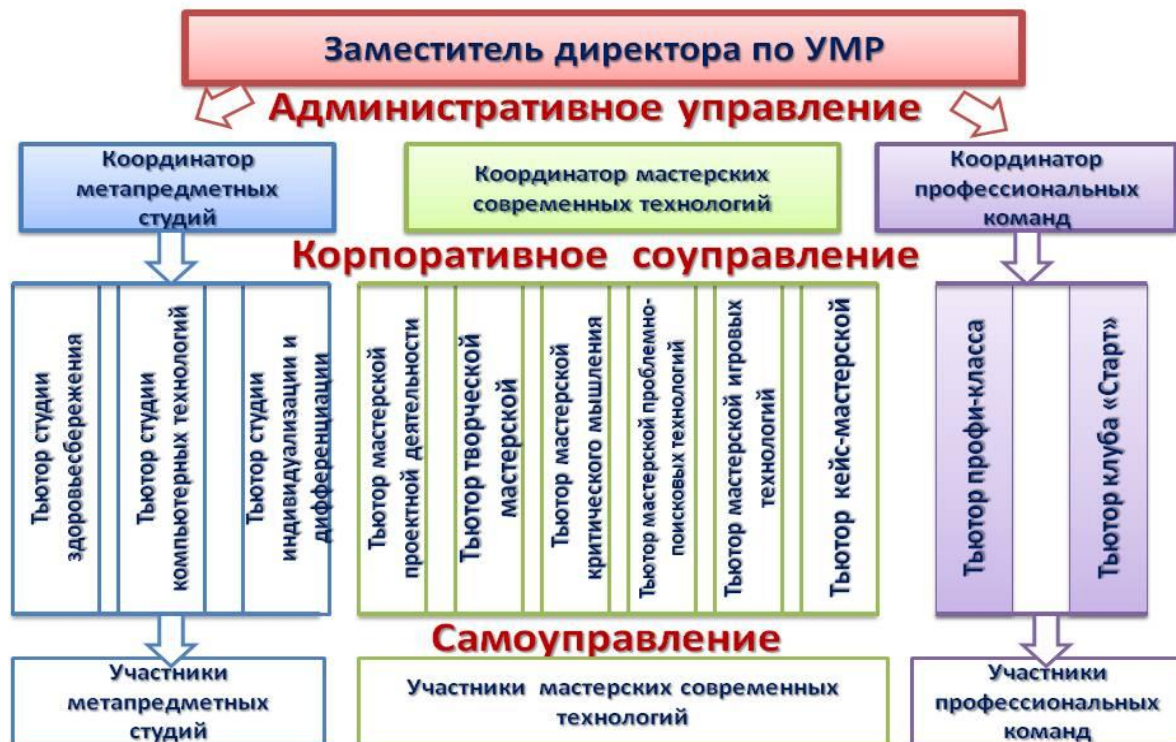 Заместитель директора по УМР
Административное управление
Координатор
метапредметных
студий
Координатор мастерских
современных технологий
Координатор
профессиональных
команд
Корпоративное соуправление
Тьютор студии
здоровьесбережения
Тьютор студии
компьютерных технологий
Тьютор студии
индивидуализации и
дифференциации
Тьютор мастерской
проектной деятельности
Тьютор творческой
мастерской
Тьютор мастерской
критического мышления
Тьютор мастерской проблемно-
поисковых технологий
Тьютор мастерской игровых
технологий
Тьютор кейс-мастерской
Тьютор профи-класса
Тьютор клуба «Старт»
Самоуправление
Участники
метапредметных
студий
Участники мастерских современных
технологий
Участники
профессиональных
команд